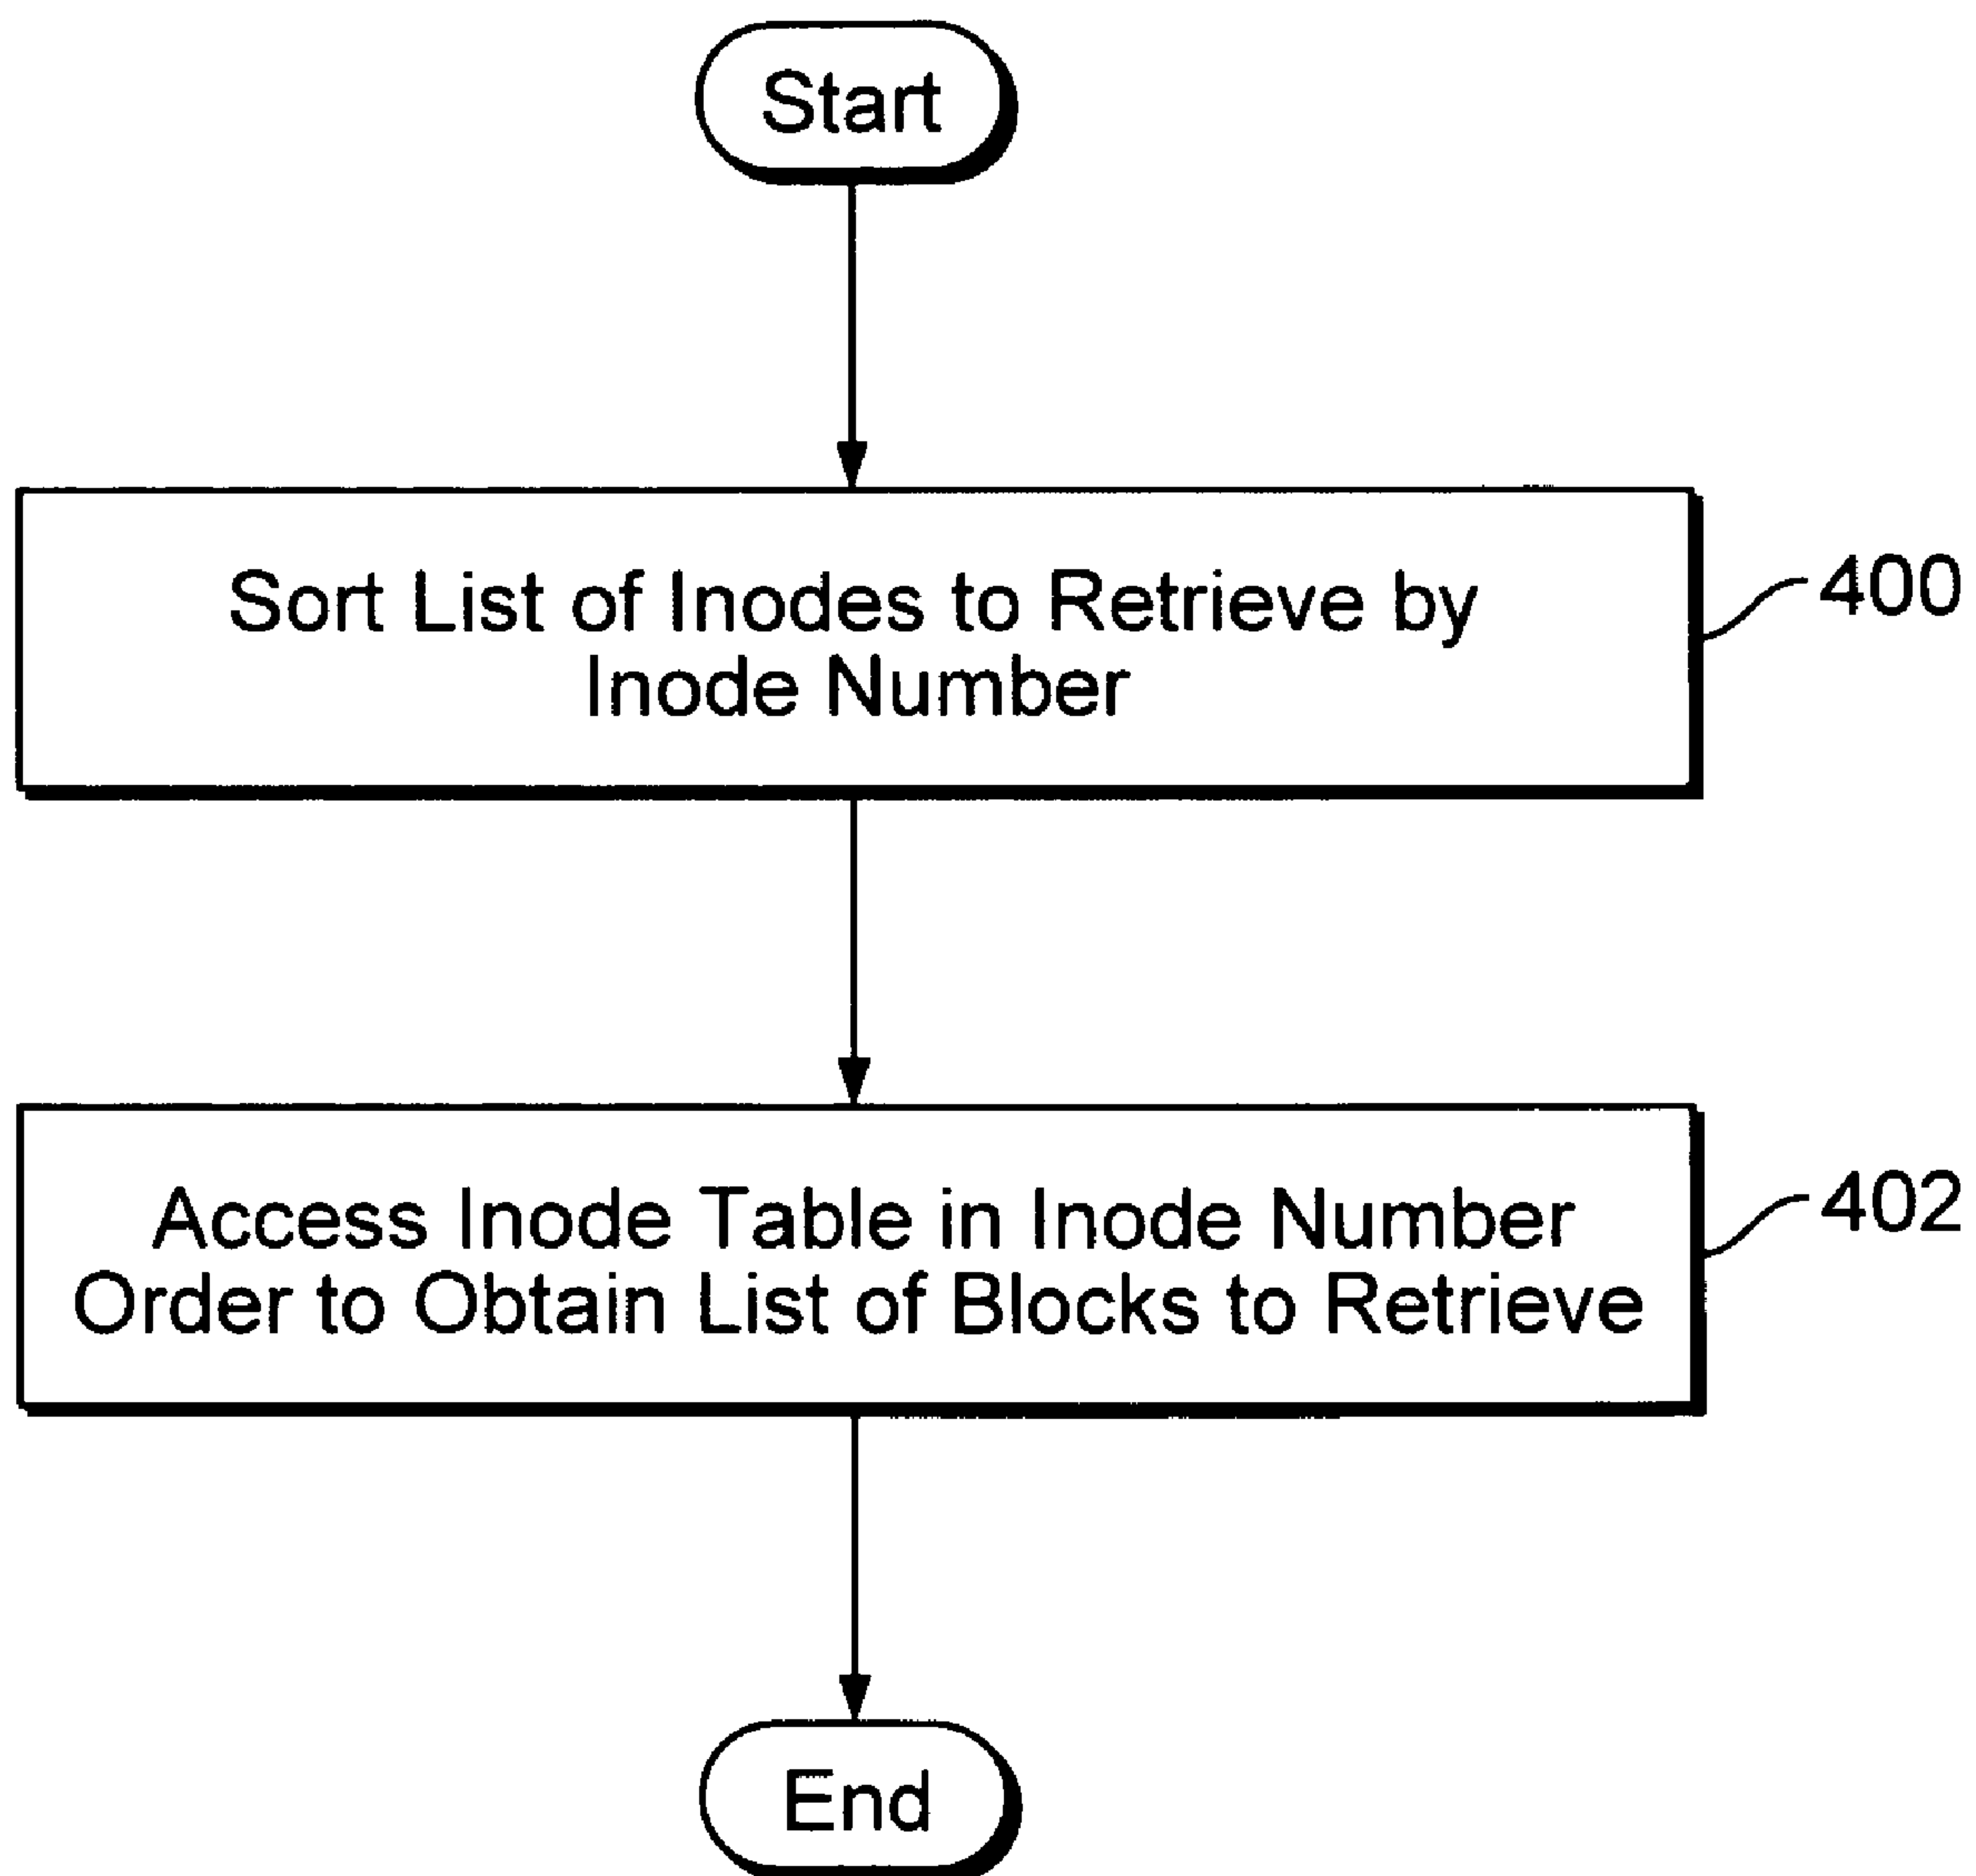 Start
Sort List of Inodes to Retrieve by
Inode Number
400
Access Inode Table in Inode Number
Order to Obtain List of Blocks to Retrieve
402
End